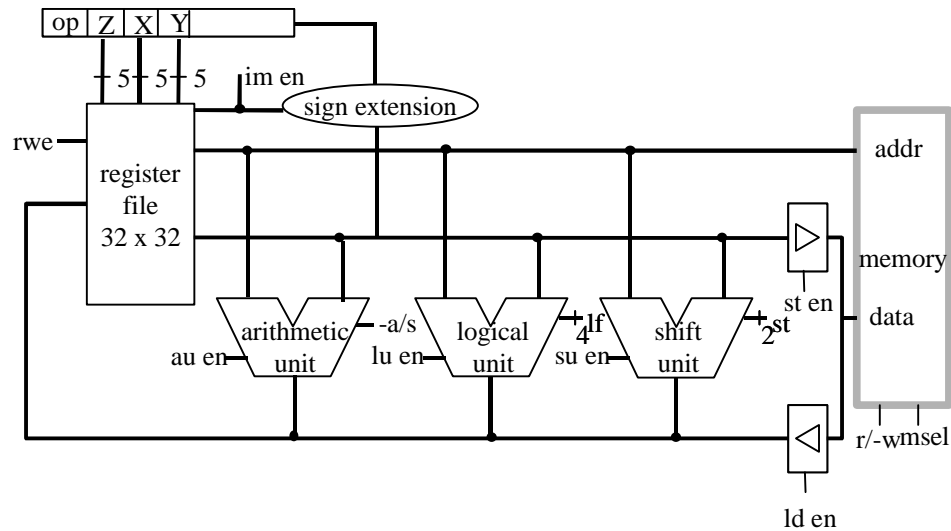 op Z X Y
5 5 5
im en
sign extension
rwe
register
file
32 x 32
addr
memory
data
st en
arithmetic
unit
-a/s
au en
logical
unit
4 lf
lu en
shift
unit
2 st
su en
r/-w msel
ld en